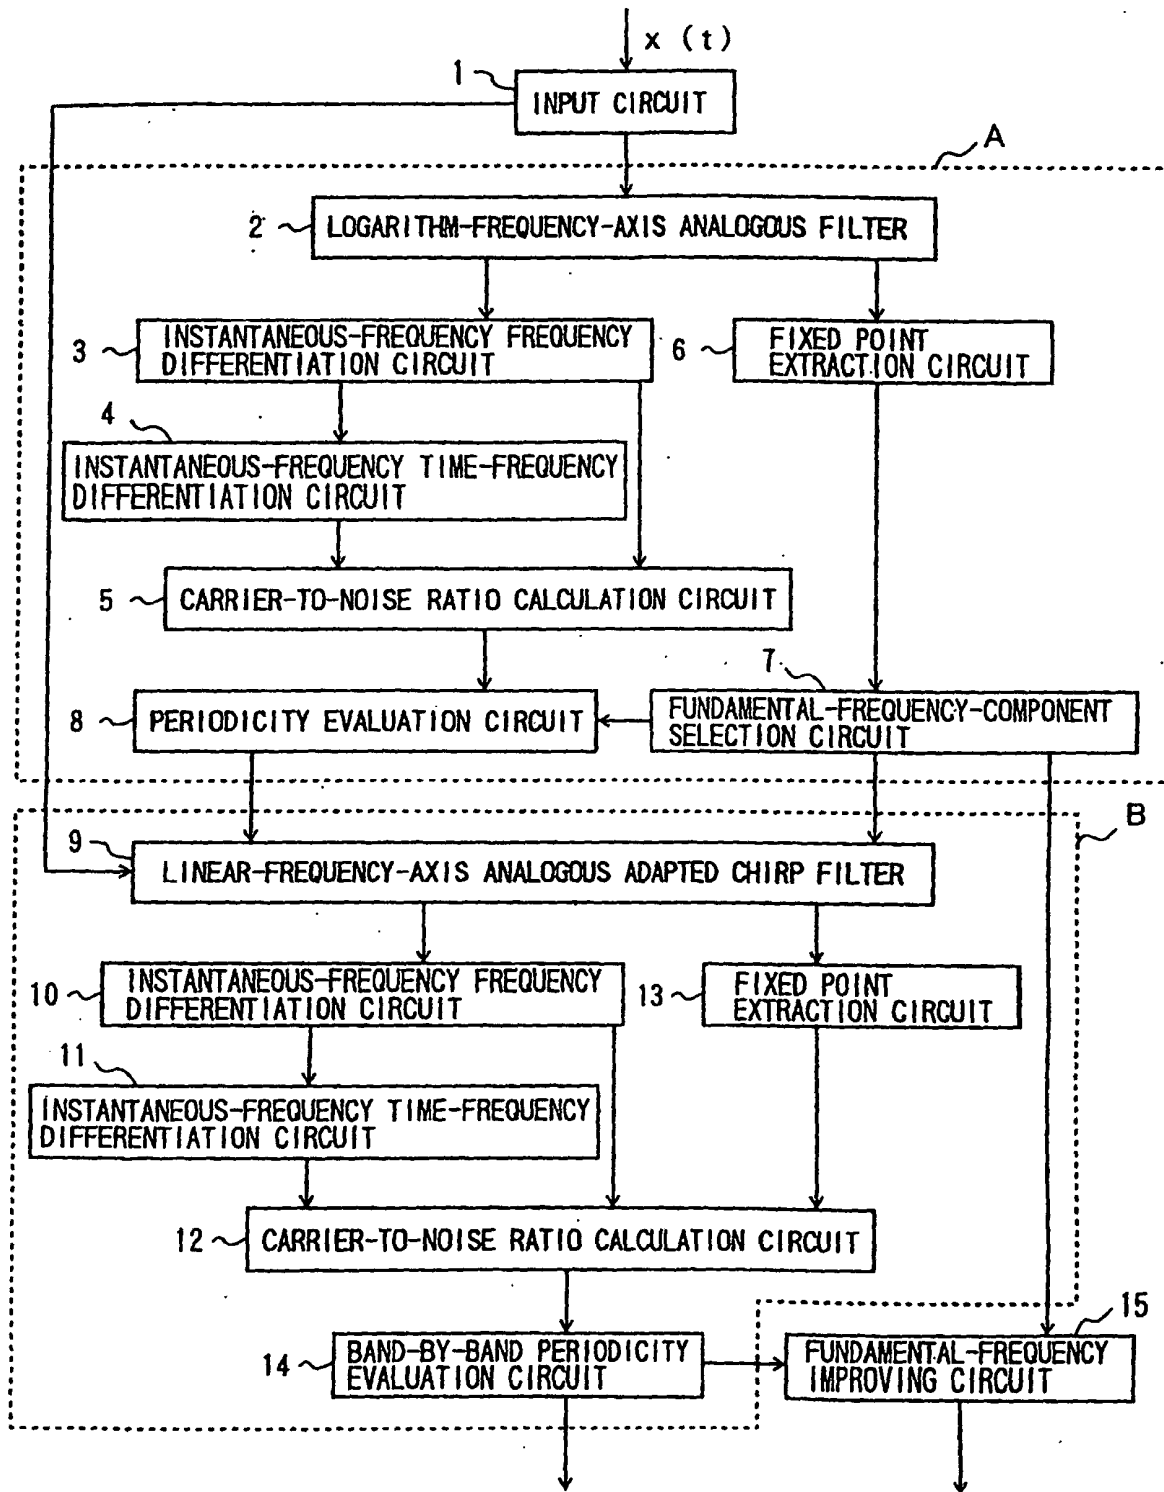 x (t)
1
INPUT CIRCUIT
A
2
LOGARITHM-FREQUENCY-AXIS ANALOGOUS FILTER
3
INSTANTANEOUS-FREQUENCY FREQUENCY
DIFFERENTIATION CIRCUIT
6
FIXED POINT
EXTRACTION CIRCUIT
4
INSTANTANEOUS-FREQUENCY TIME-FREQUENCY
DIFFERENTIATION CIRCUIT
5
CARRIER-TO-NOISE RATIO CALCULATION CIRCUIT
7
8
PERIODICITY EVALUATION CIRCUIT
FUNDAMENTAL-FREQUENCY-COMPONENT
SELECTION CIRCUIT
B
9
LINEAR-FREQUENCY-AXIS ANALOGOUS ADAPTED CHIRP FILTER
10
INSTANTANEOUS-FREQUENCY FREQUENCY
DIFFERENTIATION CIRCUIT
13
FIXED POINT
EXTRACTION CIRCUIT
11
INSTANTANEOUS-FREQUENCY TIME-FREQUENCY
DIFFERENTIATION CIRCUIT
12
CARRIER-TO-NOISE RATIO CALCULATION CIRCUIT
15
14
BAND-BY-BAND PERIODICITY
EVALUATION CIRCUIT
FUNDAMENTAL-FREQUENCY
IMPROVING CIRCUIT